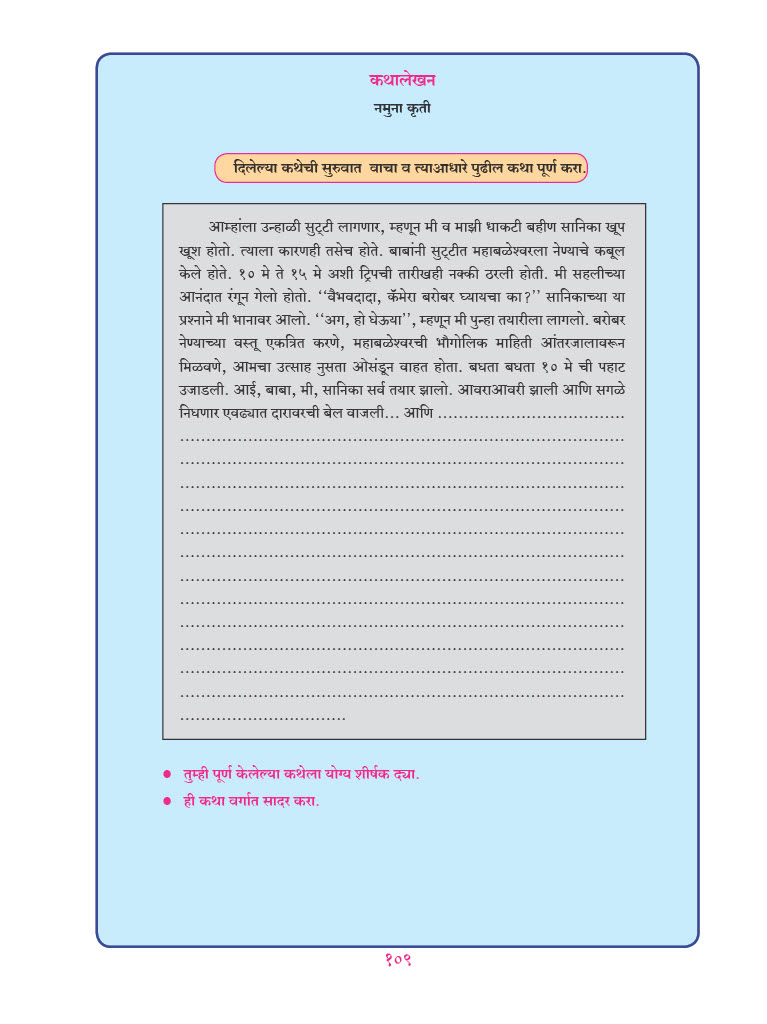 कथालेखन
नमुना कृती
दिलेल्या कथेची सुरुवात वाचा व त्याआधारे पुढील कथा पूर्ण करा.
आम्हांला उन्हाळी सुट्टी लागणार, म्हणून मी व माझी धाकटी बहीण सानिका खूप
खूश होतो. त्याला कारणही तसेच होते. बाबांनी सुट्टीत महाबळेश्वरला नेण्याचे कबूल
केले होते. १० मे ते १५ मे अशी ट्रिपची तारीखही नक्की ठरली होती. मी सहलीच्या
आनंदात रंगून गेलो होतो. ‘‘वैभवदादा, कॅमेरा बरोबर घ्यायचा का?’’ सानिकाच्या या
प्रश्नाने मी भानावर आलो. ‘‘अग, हो घेऊया’’, म्हणून मी पुन्हा तयारीला लागलो. बरोबर
नेण्याच्या वस्तू एकत्रित करणे, महाबळेश्वरची भौगोलिक माहिती आंतरजालावरून
मिळवणे, आमचा उत्साह नुसता ओसंडून वाहत होता. बघता बघता १० मे ची पहाट
उजाडली. आई, बाबा, मी, सानिका सर्व तयार झालो. आवराआवरी झाली आणि सगळे
निघणार एवढ्यात दारावरची बेल वाजली... आणि ....................................
.....................................................................................
.....................................................................................
.....................................................................................
.....................................................................................
.....................................................................................
.....................................................................................
.....................................................................................
.....................................................................................
.....................................................................................
.....................................................................................
.....................................................................................
.....................................................................................
................................
● तुम्ही पूर्ण केलेल्या कथेला योग्य शीर्षक द्या.
● ही कथा वर्गात सादर करा.
१०९